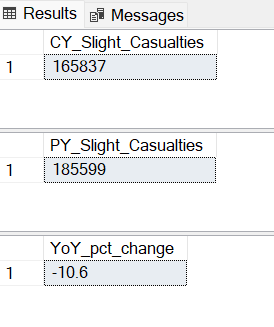 Results Messages
CY_Slight_Casualties
1 165837
PY_Slight_Casualties
1 185599
YoY_pct_change
1 -10.6